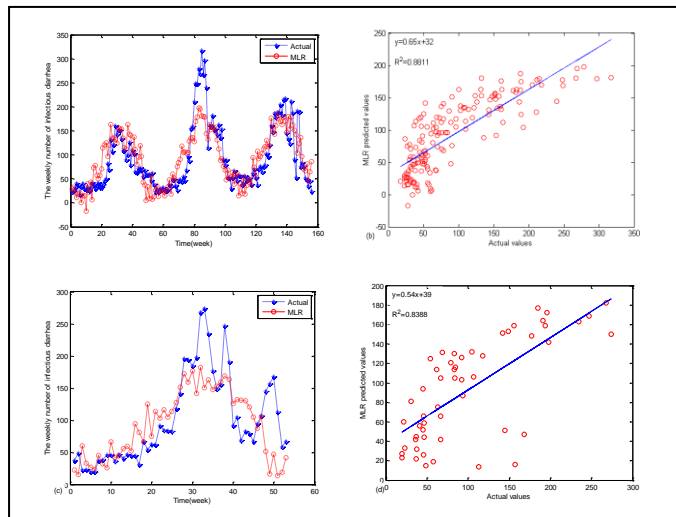 350
300
250
200
150
100
50
0
-50
0 20 40 60 80 100 120 140 160
Time(week)
The weekly number of infectious diarrhea
Actual
MLR
y=0.65x+32
R²=0.8811
250
200
150
100
50
0
-50
0 50 100 150 200 250 300 350
(b)
Actual values
MLR predicted values
300
250
200
150
100
50
0
0 10 20 30 40 50 60
(c)
Time(week)
The weekly number of infectious diarrhea
Actual
MLR
y=0.54x+39
R²=0.8388
200
180
160
140
120
100
80
60
40
20
0
0 50 100 150 200 250 300
(d)
Actual values
MLR predicted values